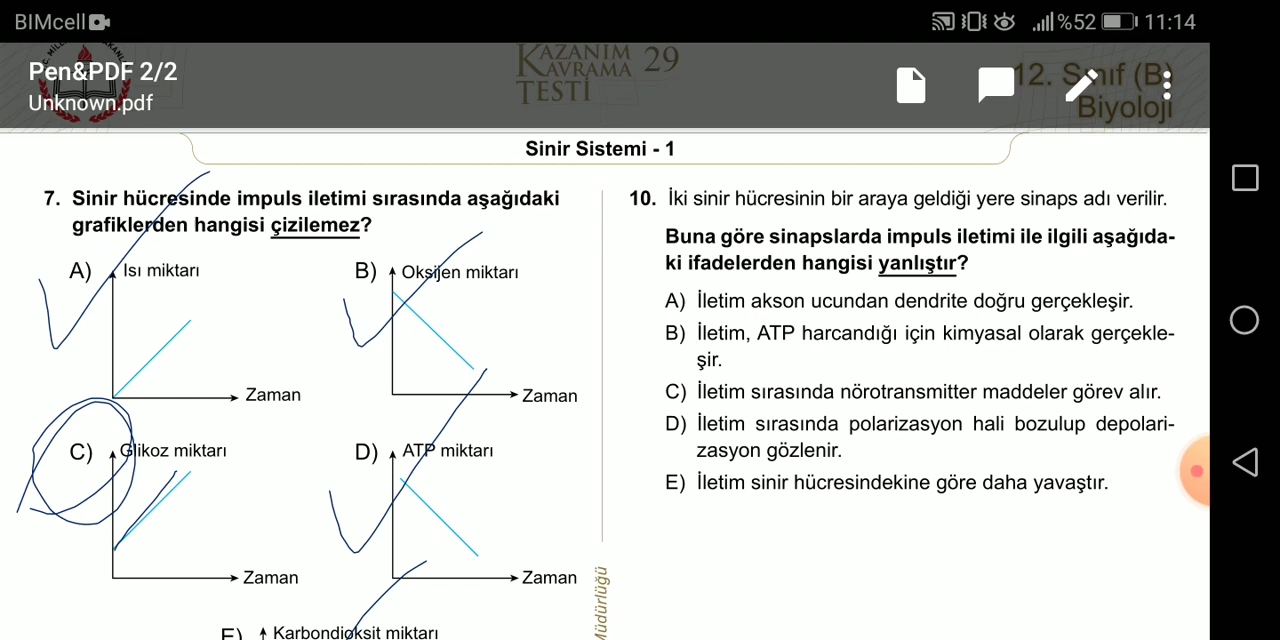 BIMcell
%52 11:14
Pen&PDF 2/2
Unknown.pdf
KAZANIM
KAVRAMA
TESTİ
29
12. Sınıf (B)
Biyoloji
Sinir Sistemi - 1
7. Sinir hücresinde impuls iletimi sırasında aşağıdaki
grafiklerden hangisi çizilemez?
A) Isı miktarı
Zaman
B) Oksijen miktarı
Zaman
C) Glikoz miktarı
Zaman
D) ATP miktarı
Zaman
E) Karbondioksit miktarı
Müdürlüğü
10. İki sinir hücresinin bir araya geldiği yere sinaps adı verilir.
Buna göre sinapslarda impuls iletimi ile ilgili aşağıda-
ki ifadelerden hangisi yanlıştır?
A) İletim akson ucundan dendrite doğru gerçekleşir.
B) İletim, ATP harcandığı için kimyasal olarak gerçekle-
şir.
C) İletim sırasında nörotransmitter maddeler görev alır.
D) İletim sırasında polarizasyon hali bozulup depolari-
zasyon gözlenir.
E) İletim sinir hücresindekine göre daha yavaştır.